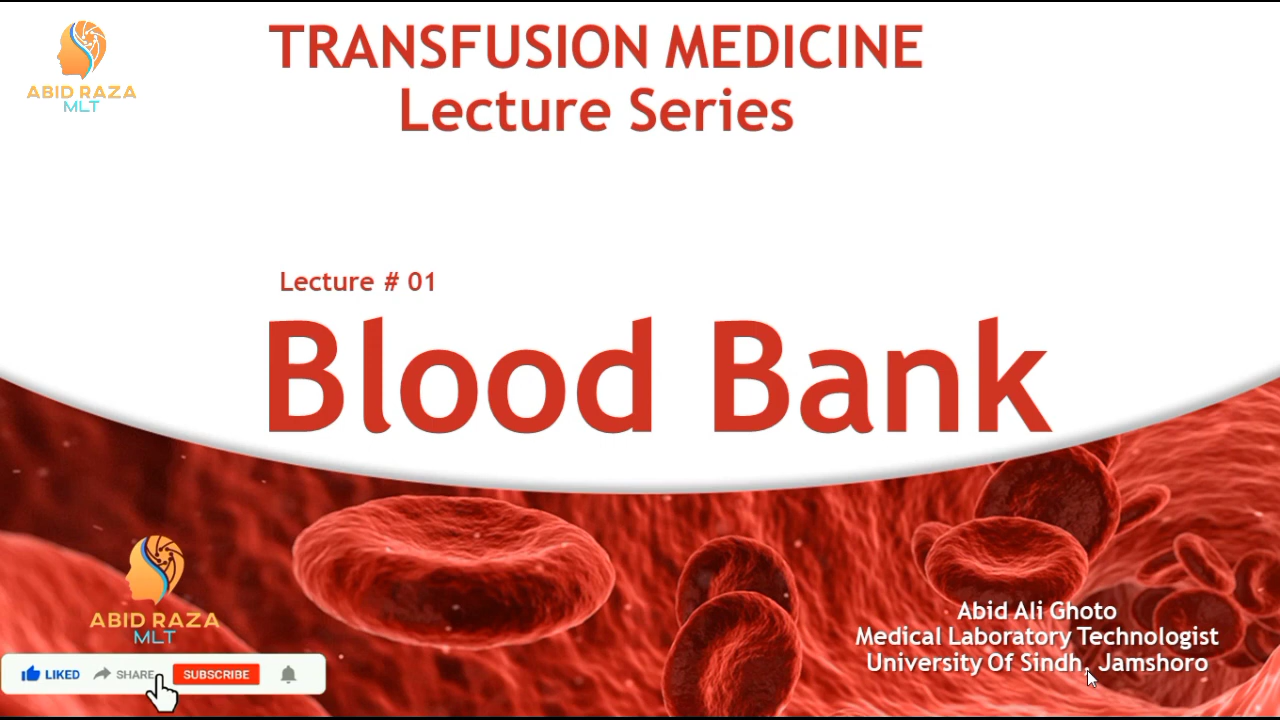 TRANSFUSION MEDICINE
Lecture Series
ABID RAZA
MLT
Lecture # 01
Blood Bank
ABID RAZA
MLT
Abid Ali Ghoto
Medical Laboratory Technologist
University Of Sindh, Jamshoro
LIKED SHARE SUBSCRIBE